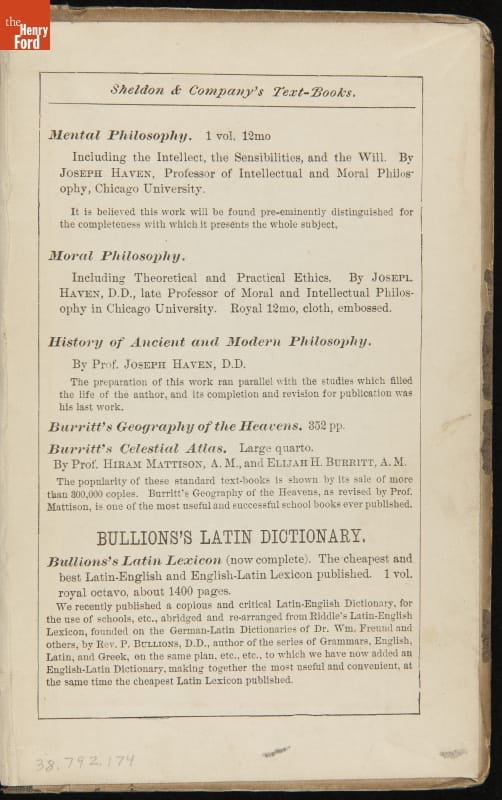 the
Henry
Ford
Sheldon & Company's Text-Books.
Mental Philosophy. 1 vol. 12mo
Including the Intellect, the Sensibilities, and the Will. By
Joseph Haven, Professor of Intellectual and Moral Philos-
ophy, Chicago University.
It is believed this work will be found pre-eminently distinguished for
the completeness with which it presents the whole subject,
Moral Philosophy.
Including Theoretical and Practical Ethics. By Josepl
Haven, D.D., late Professor of Moral and Intellectual Philos-
ophy in Chicago University. Royal 12mo, cloth, embossed.
History of Ancient and Modern Philosophy.
By Prof. Joseph Haven, D.D.
The preparation of this work ran parallel with the studies which filled
the life of the author, and its completion and revision for publication was
his last work.
Burritt's Geography of the Heavens. 352 pp.
Burritt's Celestial Atlas. Large quarto.
By Prof. Hiram Mattison, A. M., and Elijah H. Burritt, A. M.
The popularity of these standard text-books is shown by its sale of more
than 300,000 copies. Burritt's Geography of the Heavens, as revised by Prof.
Mattison, is one of the most useful and successful school books ever published.
BULLIONS'S LATIN DICTIONARY.
Bullions's Latin Lexicon (now complete). The cheapest and
best Latin-English and English-Latin Lexicon published. 1 vol.
royal octavo, about 1400 pages.
We recently published a copious and critical Latin-English Dictionary, for
the use of schools, etc., abridged and re-arranged from Riddle's Latin-English
Lexicon, founded on the German-Latin Dictionaries of Dr. Wm. Freund and
others, by Rev. P. Bullions, D.D., author of the series of Grammars, English,
Latin, and Greek, on the same plan, etc., etc., to which we have now added an
English-Latin Dictionary, making together the most useful and convenient, at
the same time the cheapest Latin Lexicon published.
38.792.174